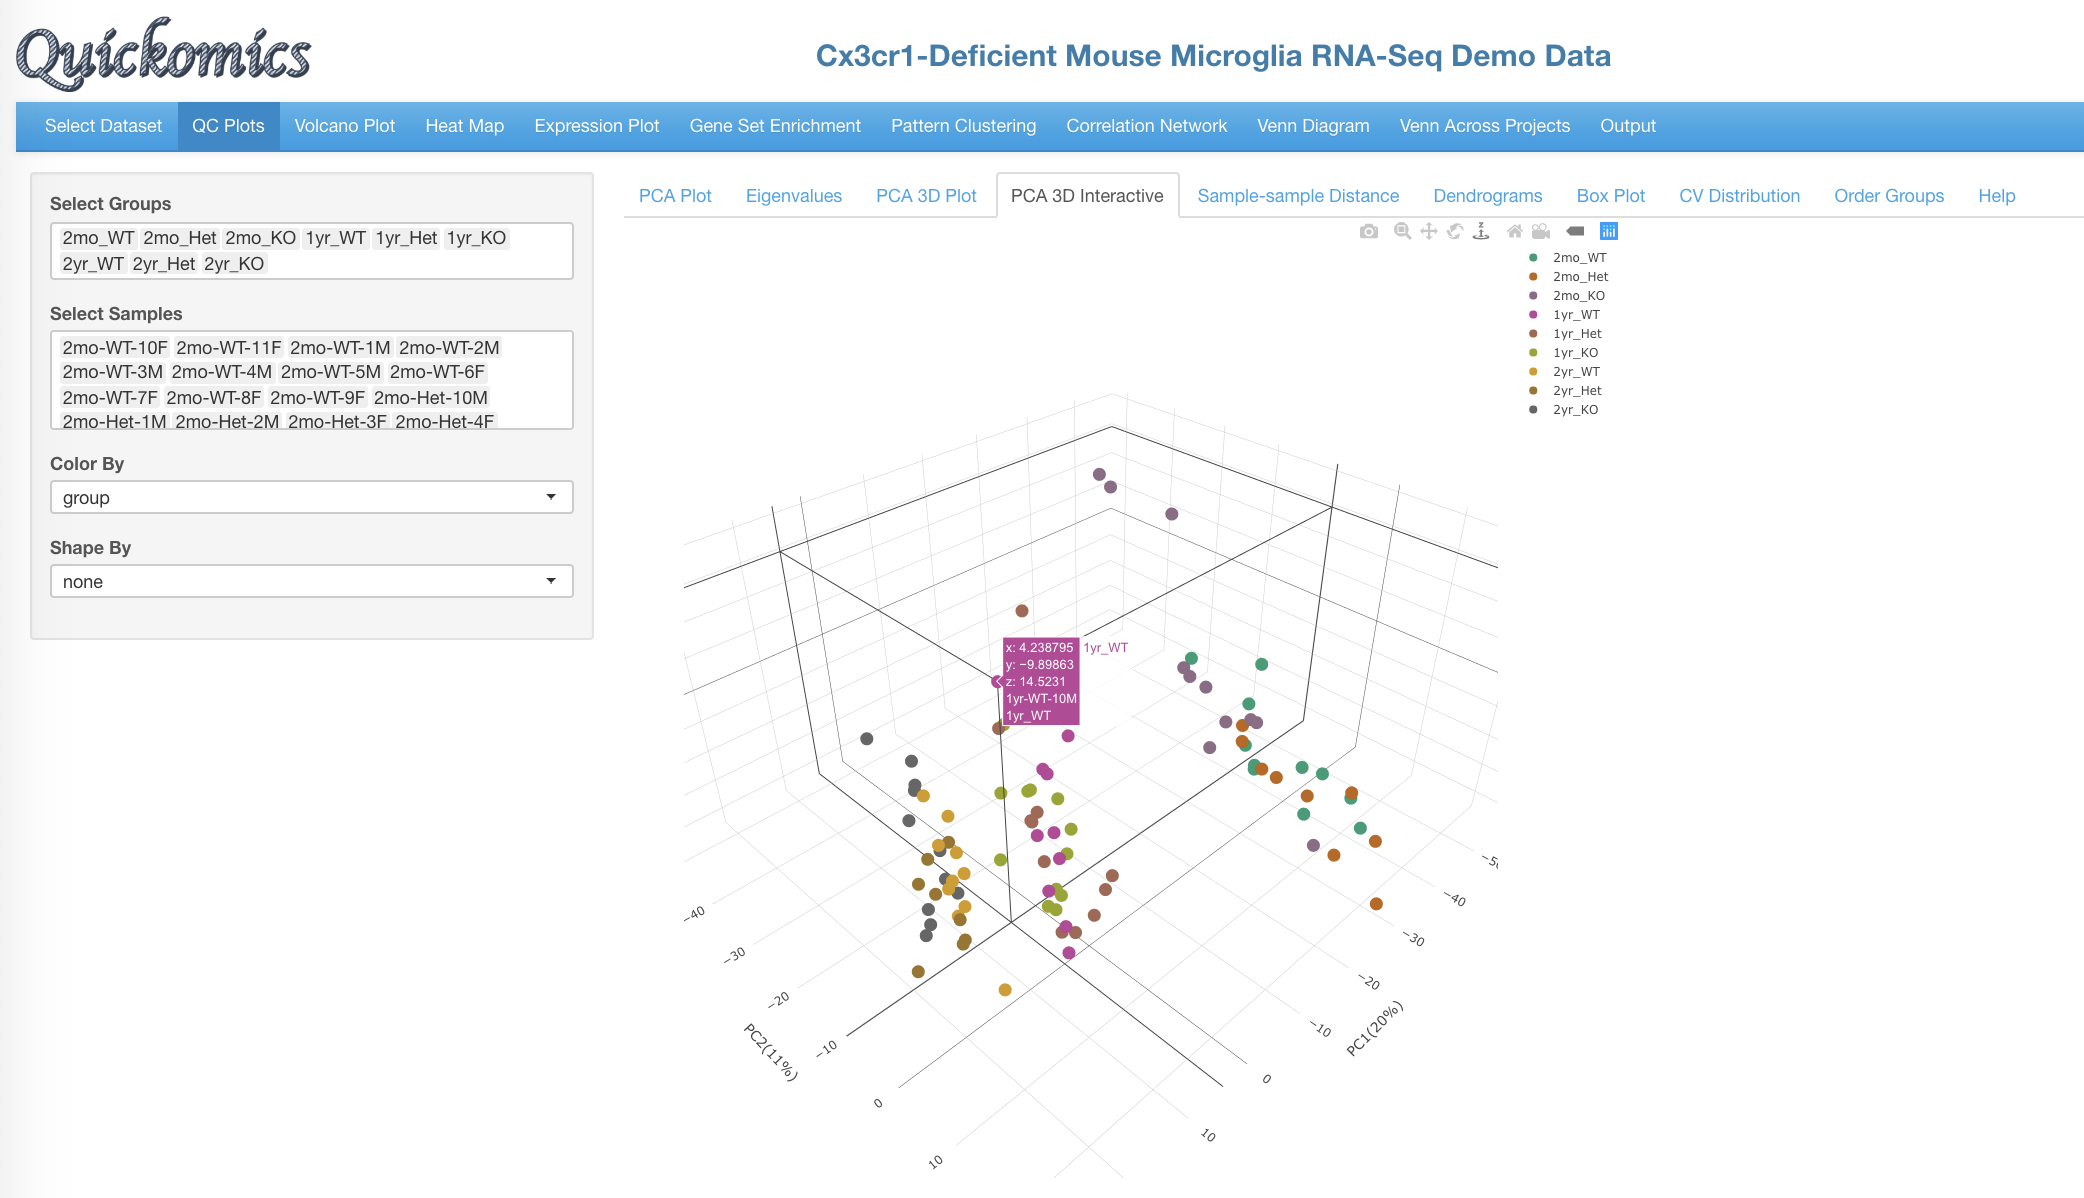 Quickomics
Cx3cr1-Deficient Mouse Microglia RNA-Seq Demo Data
Select Dataset QC Plots Volcano Plot Heat Map Expression Plot Gene Set Enrichment Pattern Clustering Correlation Network Venn Diagram Venn Across Projects Output
Select Groups
2mo_WT 2mo_Het 2mo_KO 1yr_WT 1yr_Het 1yr_KO
2yr_WT 2yr_Het 2yr_KO
Select Samples
2mo-WT-10F 2mo-WT-11F 2mo-WT-1M 2mo-WT-2M
2mo-WT-3M 2mo-WT-4M 2mo-WT-5M 2mo-WT-6F
2mo-WT-7F 2mo-WT-8F 2mo-WT-9F 2mo-Het-10M
2mo-Het-1M 2mo-Het-2M 2mo-Het-3F 2mo-Het-4F
Color By
group
Shape By
none
PCA Plot Eigenvalues PCA 3D Plot PCA 3D Interactive Sample-sample Distance Dendrograms Box Plot CV Distribution Order Groups Help
2mo_WT
2mo_Het
2mo_KO
1yr_WT
1yr_Het
1yr_KO
2yr_WT
2yr_Het
2yr_KO
x: 4.238795 1yr_WT
y: −9.89863
z: 14.5231
1yr-WT-10M
1yr_WT
−40
−30
−20
−10
0
10
PC2(11%)
−40
−30
−20
−10
0
10
PC1(20%)